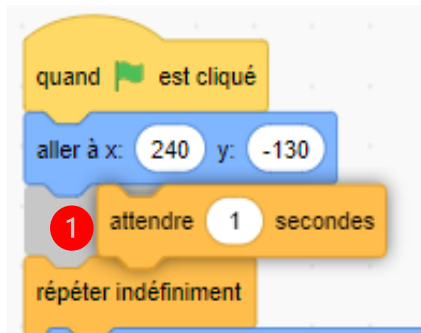 quand est cliqué
aller à x: 240 y: -130
1 attendre 1 secondes
répéter indéfiniment